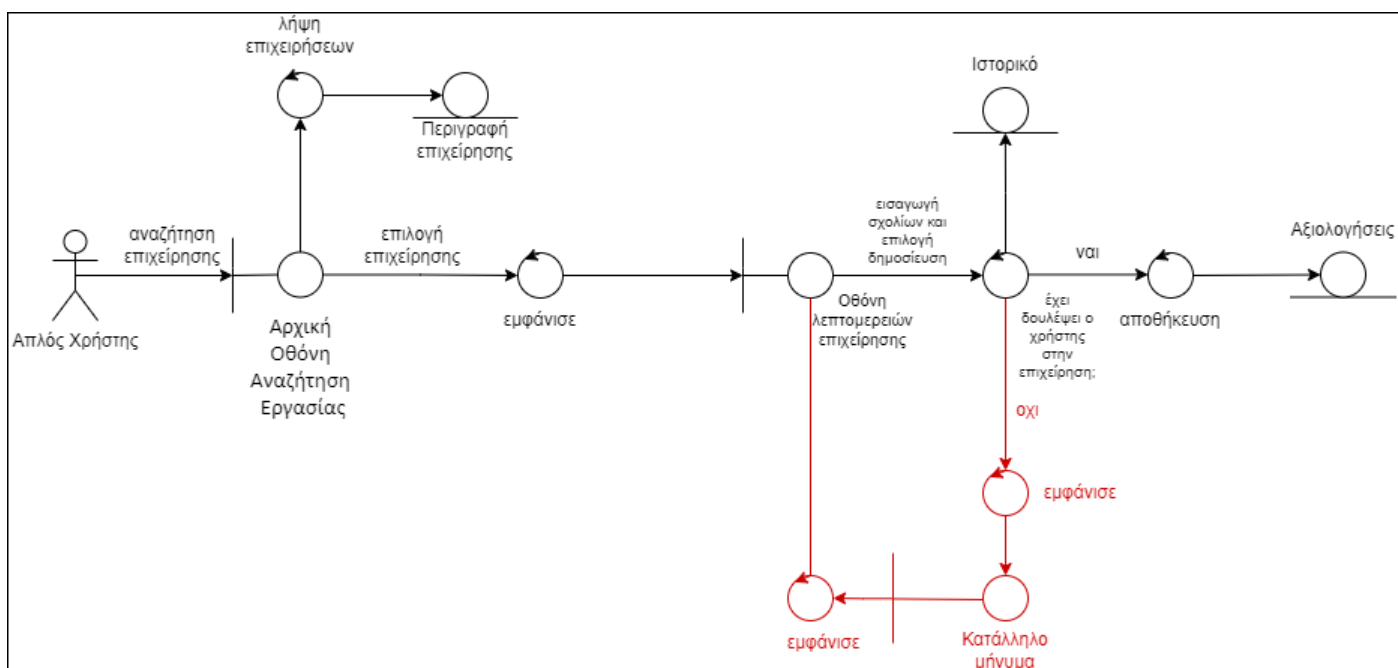 λήψη
επιχειρήσεων
Περιγραφή
επιχείρησης
Ιστορικό
αναζήτηση
επιχείρησης
Απλός Χρήστης
Αρχική
Οθόνη
Αναζήτηση
Εργασίας
επιλογή
επιχείρησης
εμφάνισε
Οθόνη
λεπτομερειών
επιχείρησης
εισαγωγή
σχολίων και
επιλογή
δημοσίευση
έχει
δουλέψει ο
χρήστης
στην
επιχείρηση;
ναι
αποθήκευση
Αξιολογήσεις
οχι
εμφάνισε
Κατάλληλο
μήνυμα
εμφάνισε